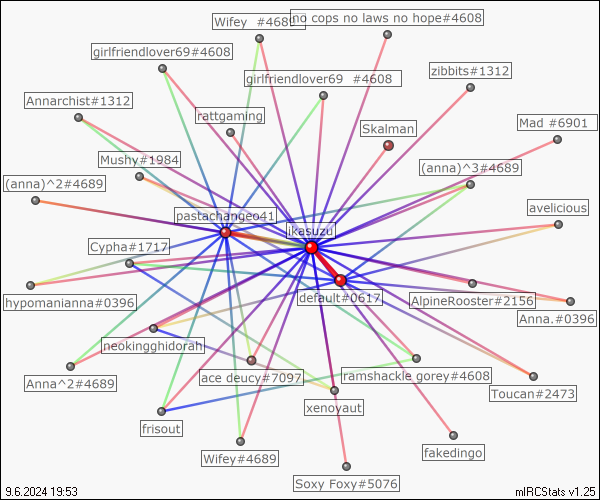 Wifey  #4689
no cops no laws no hope#4608
girlfriendlover69#4608
girlfriendlover69  #4608
zibbits#1312
Annarchist#1312
rattgaming
Skalman
Mad #6901
Mushy#1984
(anna)^3#4689
(anna)^2#4689
pastachangeo41
avelicious
ikasuzu
Cypha#1717
hypomanianna#0396
default#0617
AlpineRooster#2156
Anna.#0396
neokingghidorah
Anna^2#4689
ace deucy#7097
ramshackle gorey#4608
Toucan#2473
xenoyaut
frisout
Wifey#4689
fakedingo
Soxy Foxy#5076
9.6.2024 19:53
mIRCStats v1.25